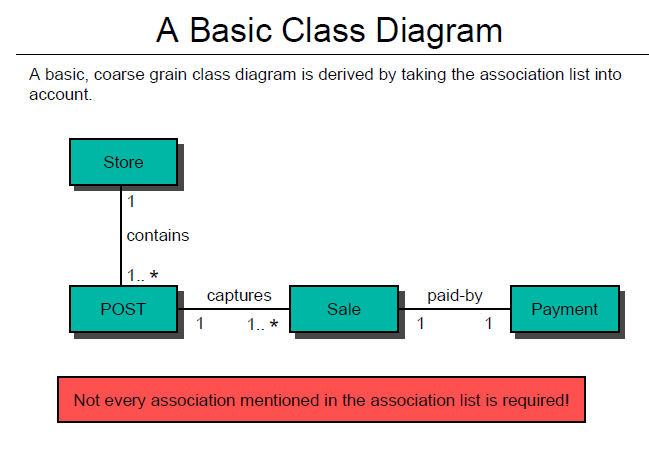 A Basic Class Diagram
A basic, coarse grain class diagram is derived by taking the association list into
account.
Store
1
contains
1.. *
POST
captures
1
1.. *
Sale
paid-by
1
1
Payment
Not every association mentioned in the association list is required!